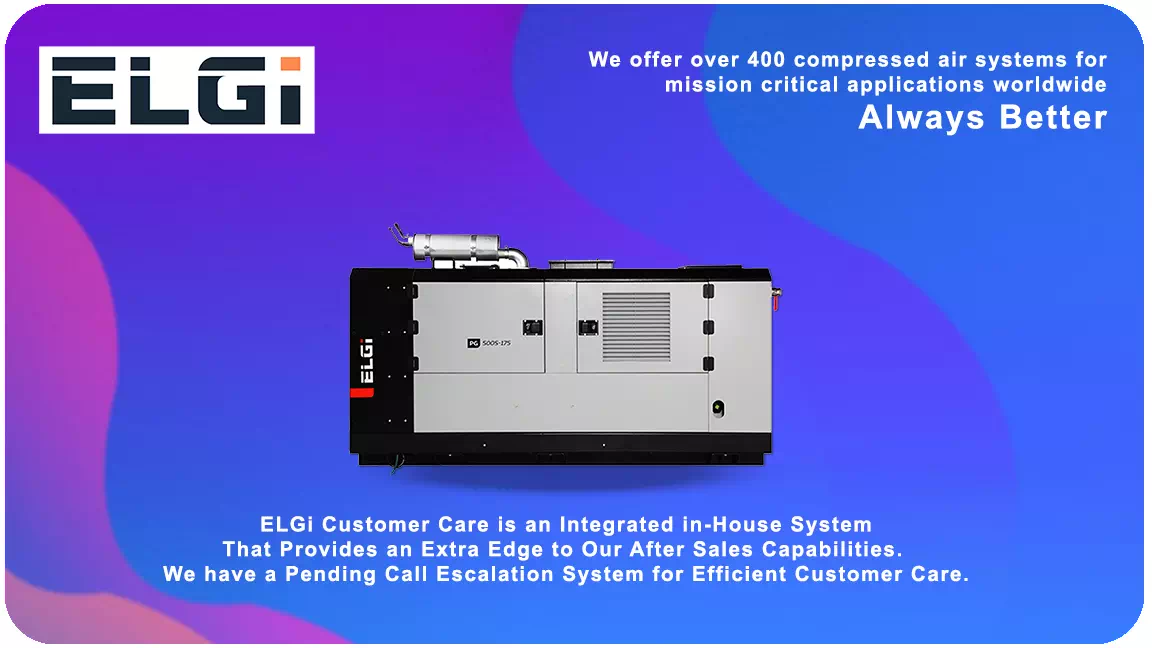 ELGi
We offer over 400 compressed air systems for
mission critical applications worldwide
Always Better
PG 500S-175
ELGi
ELGi Customer Care is an Integrated in-House System
That Provides an Extra Edge to Our After Sales Capabilities.
We have a Pending Call Escalation System for Efficient Customer Care.